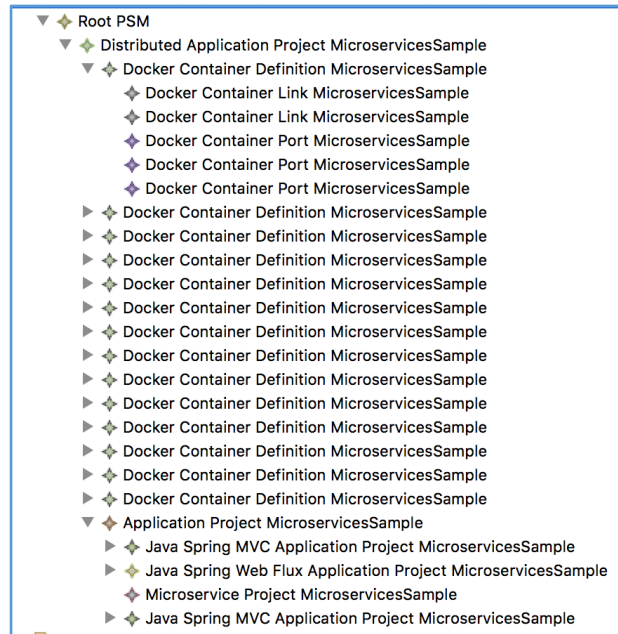 Root PSM
Distributed Application Project MicroservicesSample
Docker Container Definition MicroservicesSample
Docker Container Link MicroservicesSample
Docker Container Link MicroservicesSample
Docker Container Port MicroservicesSample
Docker Container Port MicroservicesSample
Docker Container Port MicroservicesSample
Docker Container Definition MicroservicesSample
Docker Container Definition MicroservicesSample
Docker Container Definition MicroservicesSample
Docker Container Definition MicroservicesSample
Docker Container Definition MicroservicesSample
Docker Container Definition MicroservicesSample
Docker Container Definition MicroservicesSample
Docker Container Definition MicroservicesSample
Docker Container Definition MicroservicesSample
Docker Container Definition MicroservicesSample
Docker Container Definition MicroservicesSample
Docker Container Definition MicroservicesSample
Docker Container Definition MicroservicesSample
Application Project MicroservicesSample
Java Spring MVC Application Project MicroservicesSample
Java Spring Web Flux Application Project MicroservicesSample
Microservice Project MicroservicesSample
Java Spring MVC Application Project MicroservicesSample